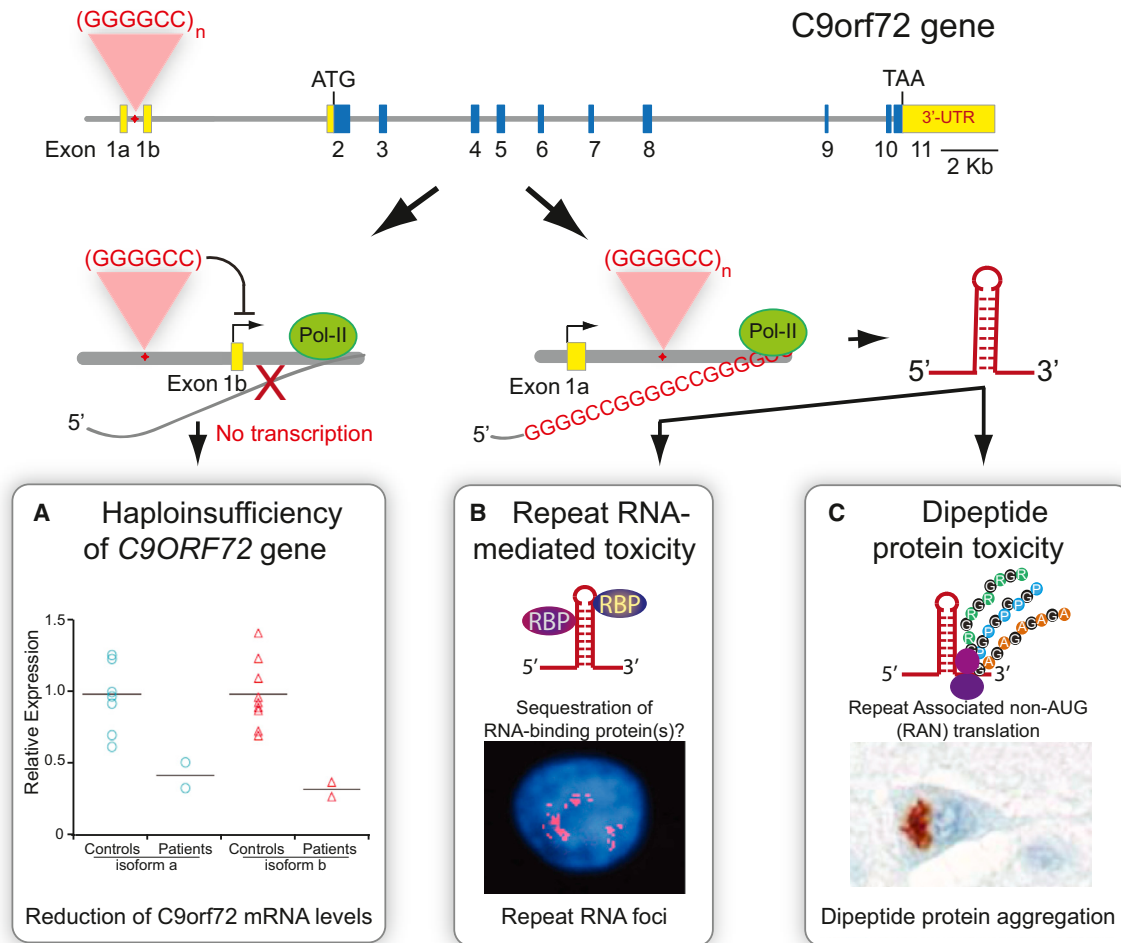 (GGGGCC)n
C9orf72 gene
ATG
TAA
3'-UTR
Exon 1a 1b 2 3 4 5 6 7 8 9 10 11
2 Kb
(GGGGCC)
Pol-II
Exon 1b
X
5'
No transcription
(GGGGCC)n
Pol-II
Exon 1a
5'
GGGGCCGGGGCCGGGGC
5' 3'
A Haploinsufficiency
of C9ORF72 gene
Relative Expression
1.5
1.0
0.5
0
Controls Patients Controls Patients
isoform a isoform b
Reduction of C9orf72 mRNA levels
B Repeat RNA-
mediated toxicity
RBP RBP
5' 3'
Sequestration of
RNA-binding protein(s)?
Repeat RNA foci
C Dipeptide
protein toxicity
G R G R G R G R
G P G P G P G P
G A G A G A G A
5' 3'
Repeat Associated non-AUG
(RAN) translation
Dipeptide protein aggregation